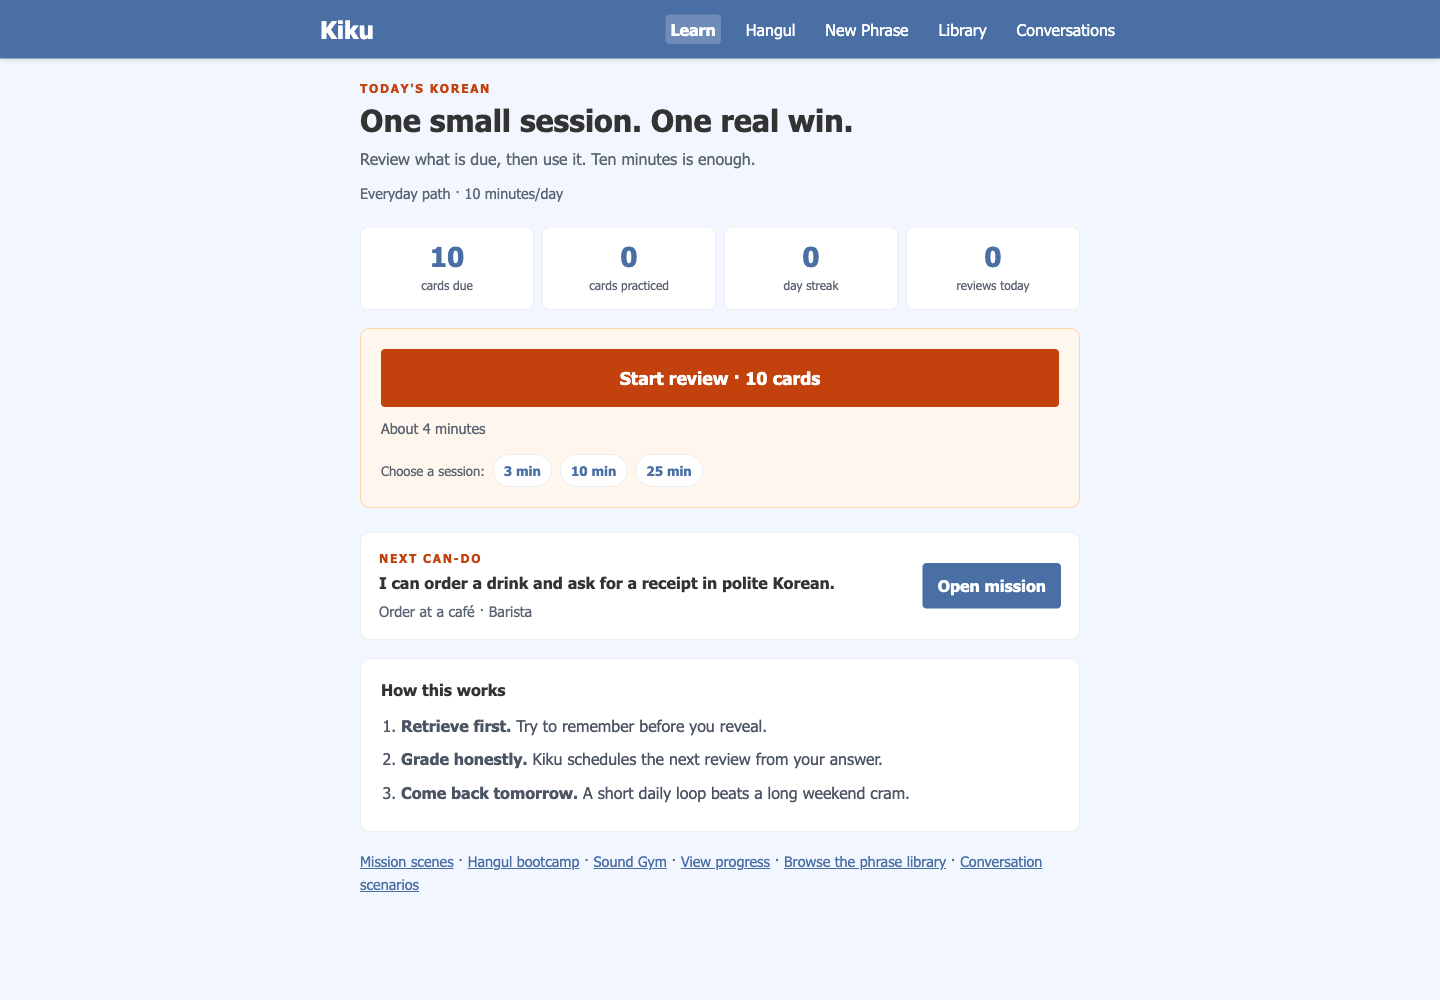 Kiku
Learn
Hangul
New Phrase
Library
Conversations
TODAY'S KOREAN
One small session. One real win.
Review what is due, then use it. Ten minutes is enough.
Everyday path · 10 minutes/day
10
cards due
0
cards practiced
0
day streak
0
reviews today
Start review · 10 cards
About 4 minutes
Choose a session:
3 min
10 min
25 min
NEXT CAN-DO
I can order a drink and ask for a receipt in polite Korean.
Order at a café · Barista
Open mission
How this works
1. Retrieve first. Try to remember before you reveal.
2. Grade honestly. Kiku schedules the next review from your answer.
3. Come back tomorrow. A short daily loop beats a long weekend cram.
Mission scenes · Hangul bootcamp · Sound Gym · View progress · Browse the phrase library · Conversation
scenarios